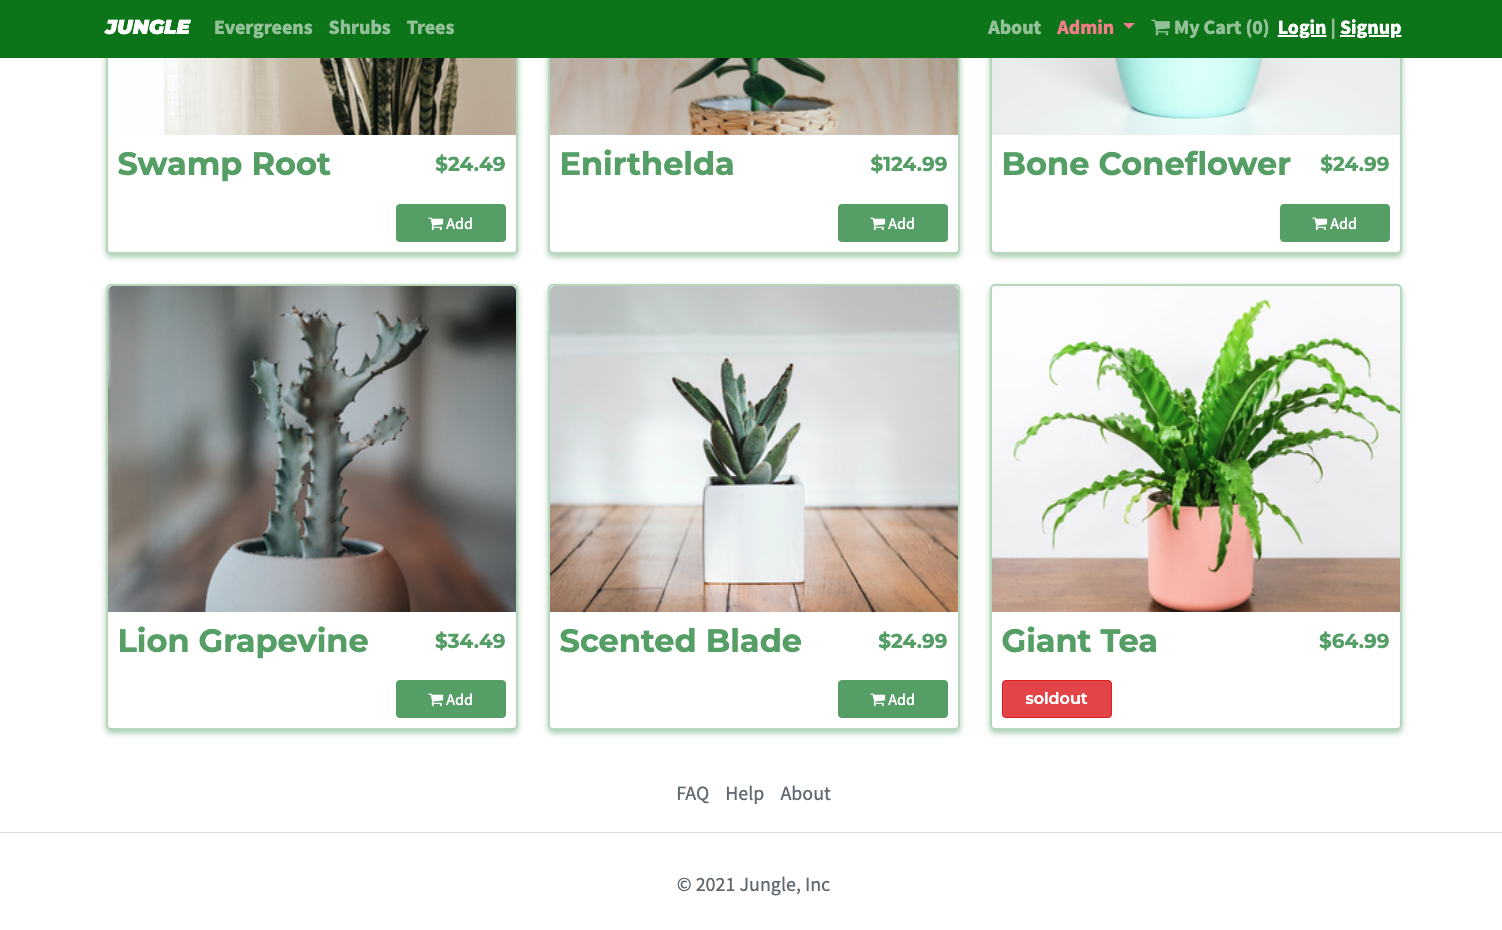 JUNGLE Evergreens Shrubs Trees About Admin My Cart (0) Login | Signup
Swamp Root $24.49
Add
Enirthelda $124.99
Add
Bone Coneflower $24.99
Add
Lion Grapevine $34.49
Add
Scented Blade $24.99
Add
Giant Tea $64.99
soldout
FAQ Help About
© 2021 Jungle, Inc